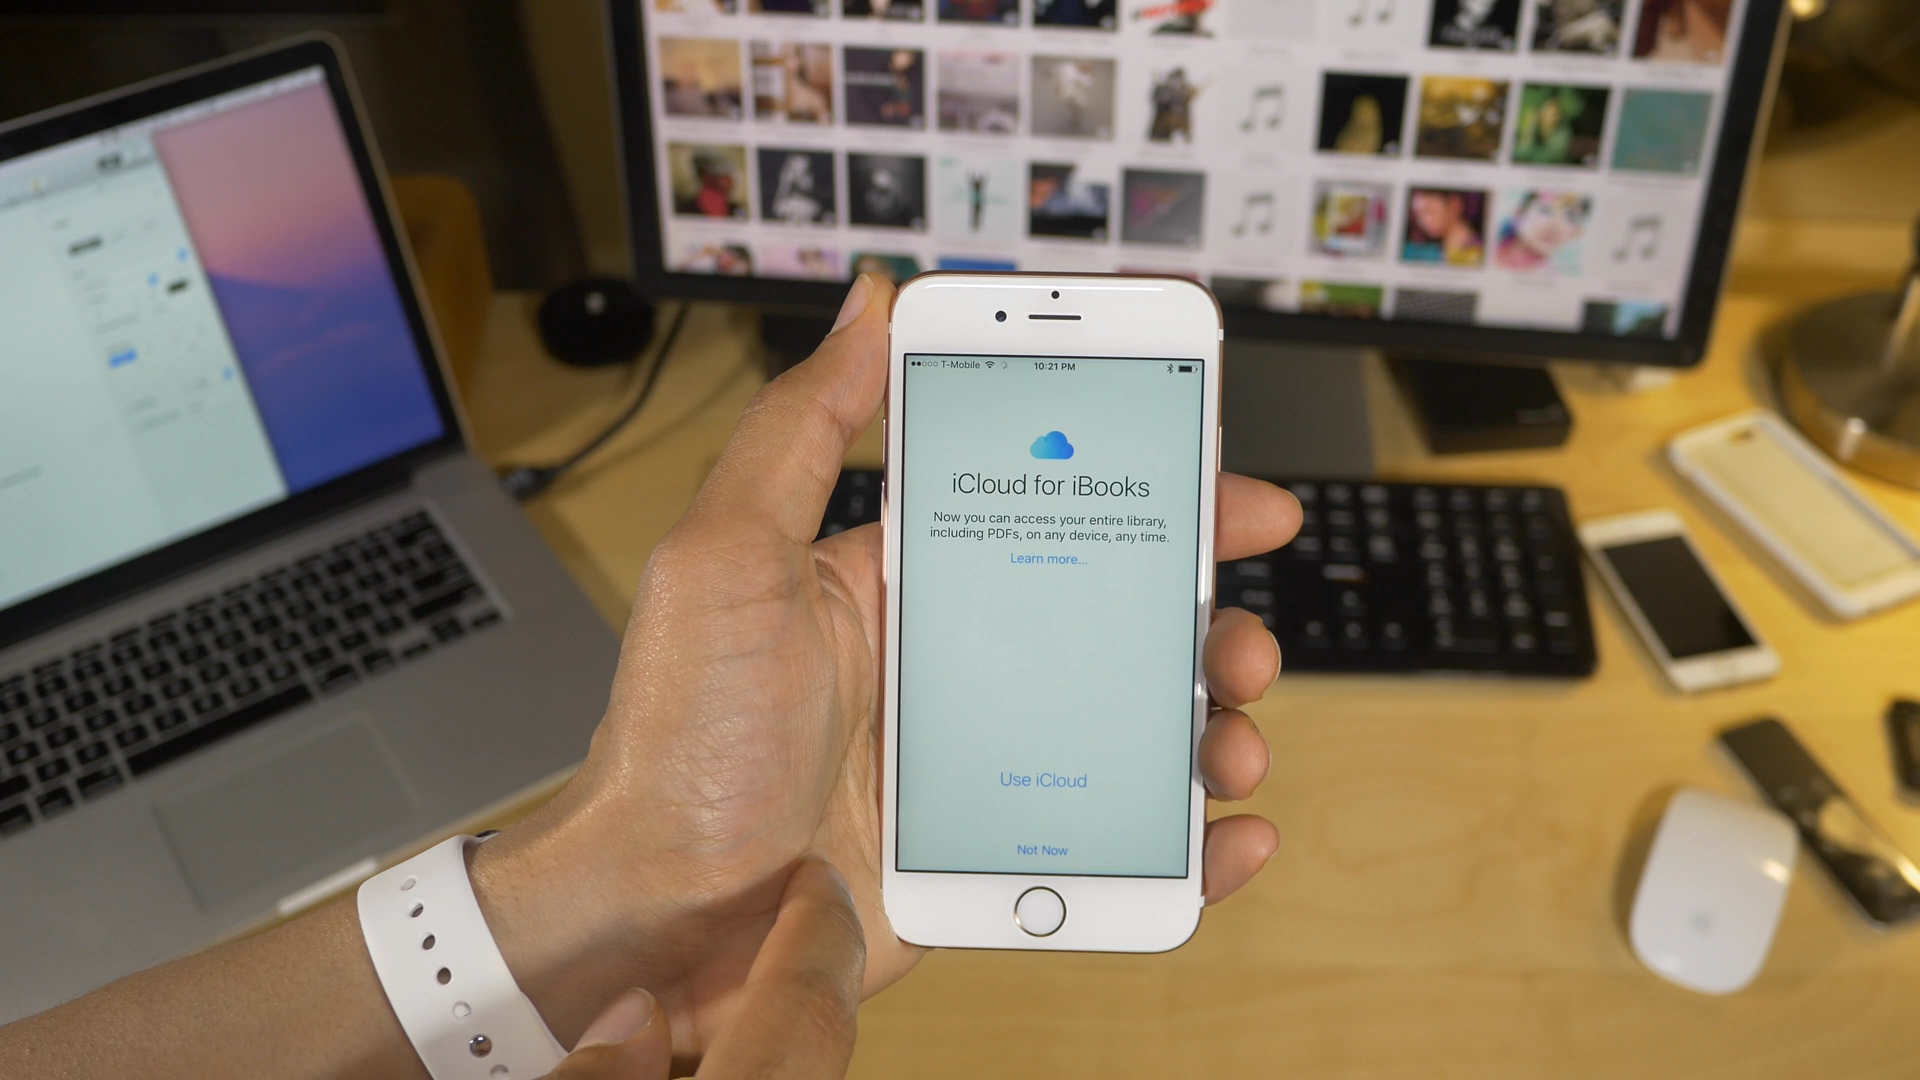 T-Mobile 10:21 PM
iCloud for iBooks
Now you can access your entire library,
including PDFs, on any device, any time.
Learn more...
Use iCloud
Not Now